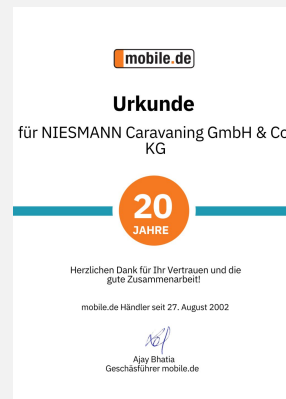 mobile.de
Urkunde
für NIESMANN Caravaning GmbH & Co
KG
20
JAHRE
Herzlichen Dank für Ihr Vertrauen und die
gute Zusammenarbeit!
mobile.de Händler seit 27. August 2002
Ajay Bhatia
Geschäsführer mobile.de